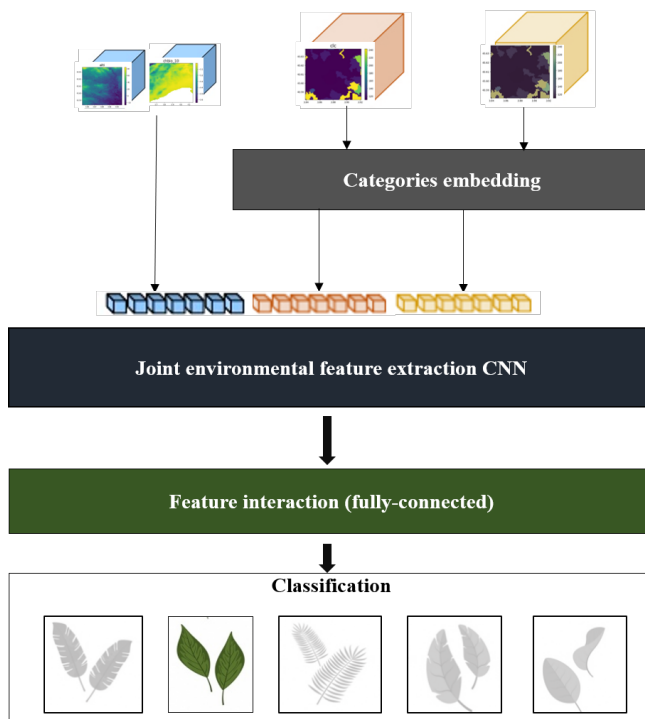 Categories embedding
Joint environmental feature extraction CNN
Feature interaction (fully-connected)
Classification